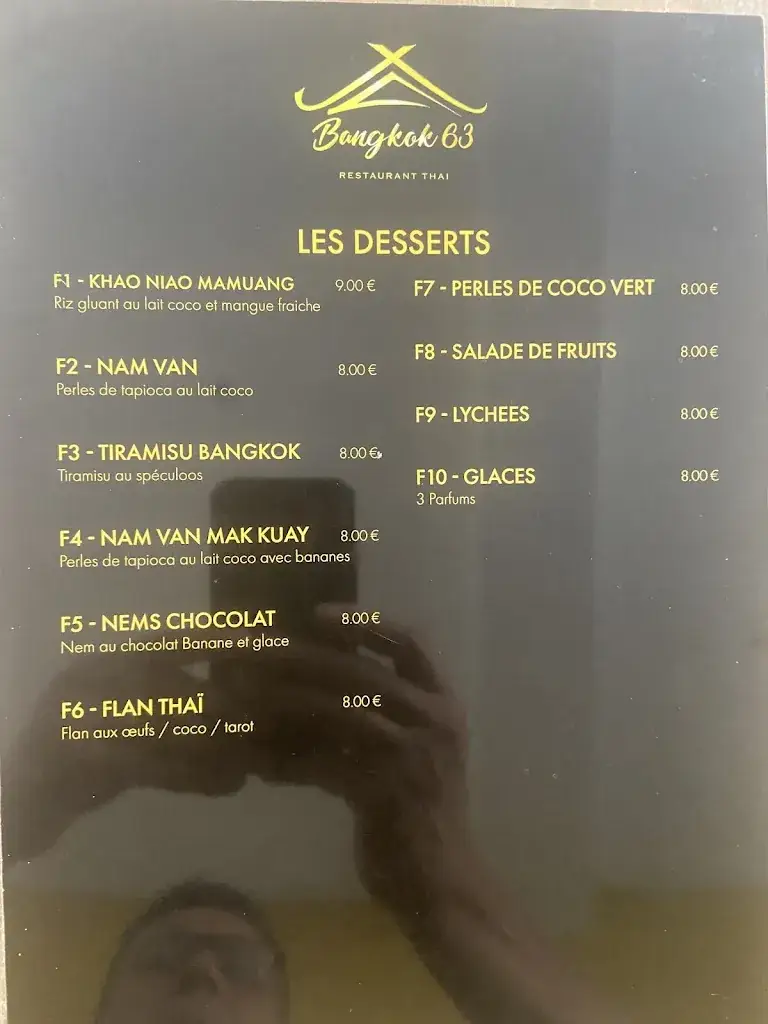 Bangkok 63
RESTAURANT THAI
LES DESSERTS
F1 - KHAO NIAO MAMUANG 9.00 €
Riz gluant au lait coco et mangue fraiche
F2 - NAM VAN 8.00 €
Perles de tapioca au lait coco
F3 - TIRAMISU BANGKOK 8.00 €
Tiramisu au spéculoos
F4 - NAM VAN MAK KUAY 8.00 €
Perles de tapioca au lait coco avec bananes
F5 - NEMS CHOCOLAT 8.00 €
Nem au chocolat Banane et glace
F6 - FLAN THAÏ 8.00 €
Flan aux œufs / coco / tarot
F7 - PERLES DE COCO VERT 8.00 €
F8 - SALADE DE FRUITS 8.00 €
F9 - LYCHEES 8.00 €
F10 - GLACES 8.00 €
3 Parfums